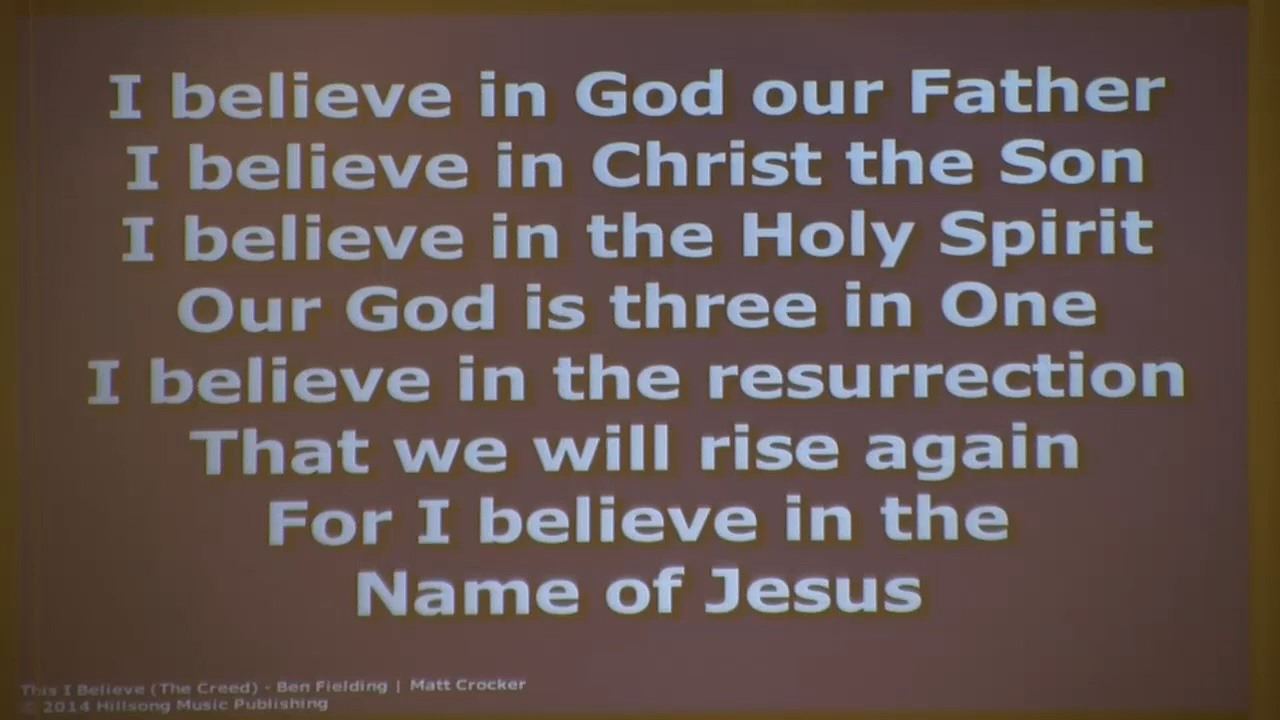 I believe in God our Father
I believe in Christ the Son
I believe in the Holy Spirit
Our God is three in One
I believe in the resurrection
That we will rise again
For I believe in the
Name of Jesus
This I Believe (The Creed) - Ben Fielding | Matt Crocker
© 2014 Hillsong Music Publishing